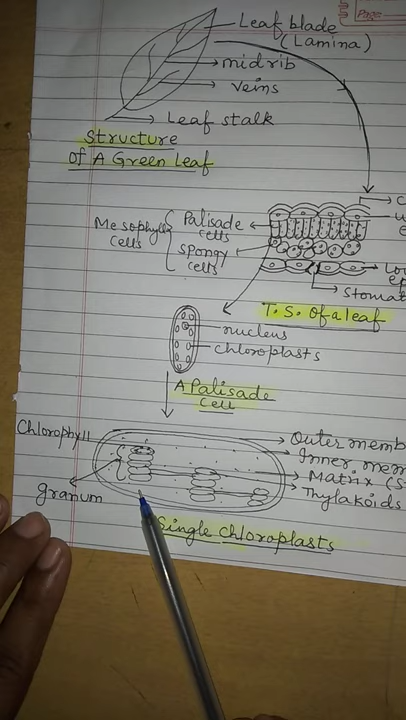 Page
Leaf blade
(Lamina)
midrib
veins
Leaf stalk
Structure
Of A Green Leaf
Mesophyll cells
Palisade cells
Spongy cells
Stomat
T. S. Of a leaf
nucleus
chloroplasts
A Palisade
Cell
Chlorophyll
Outer memb
Inner mem
Matrix (S
Thylakoids
granum
Single Chloroplasts